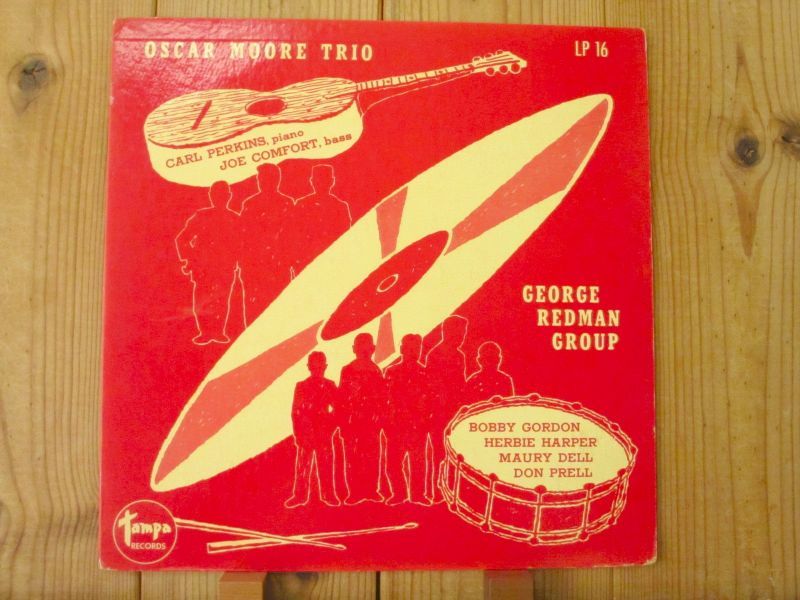 OSCAR MOORE TRIO
LP 16
CARL PERKINS, piano
JOE COMFORT, bass
GEORGE
REDMAN
GROUP
BOBBY GORDON
HERBIE HARPER
MAURY DELL
DON PRELL
Tampa
RECORDS